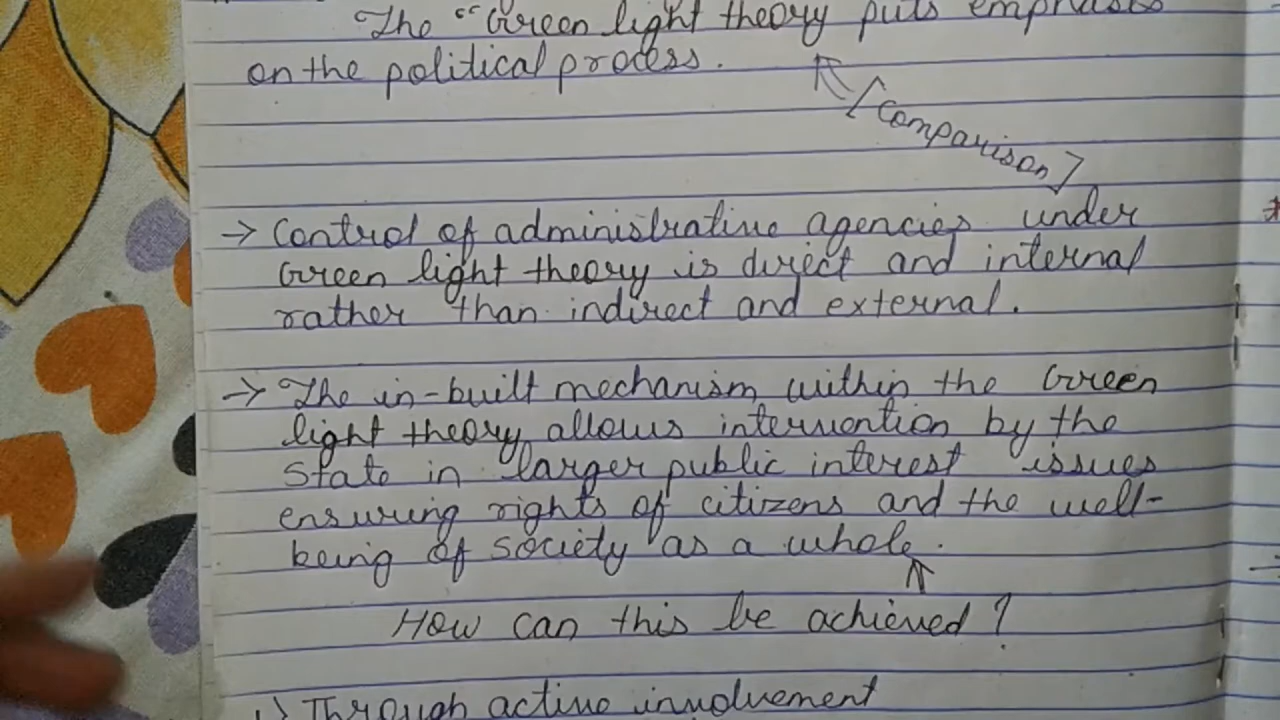 The "Green light theory puts emphasis
on the political process.
[comparison]
→ Control of administrative agencies under
Green light theory is direct and internal
rather than indirect and external.
→ The in-built mechanism within the Green
light theory allows intervention by the
State in larger public interest issues
ensuring rights of citizens and the well-
being of society as a whole.
How can this be achieved?
1) Through active involvement